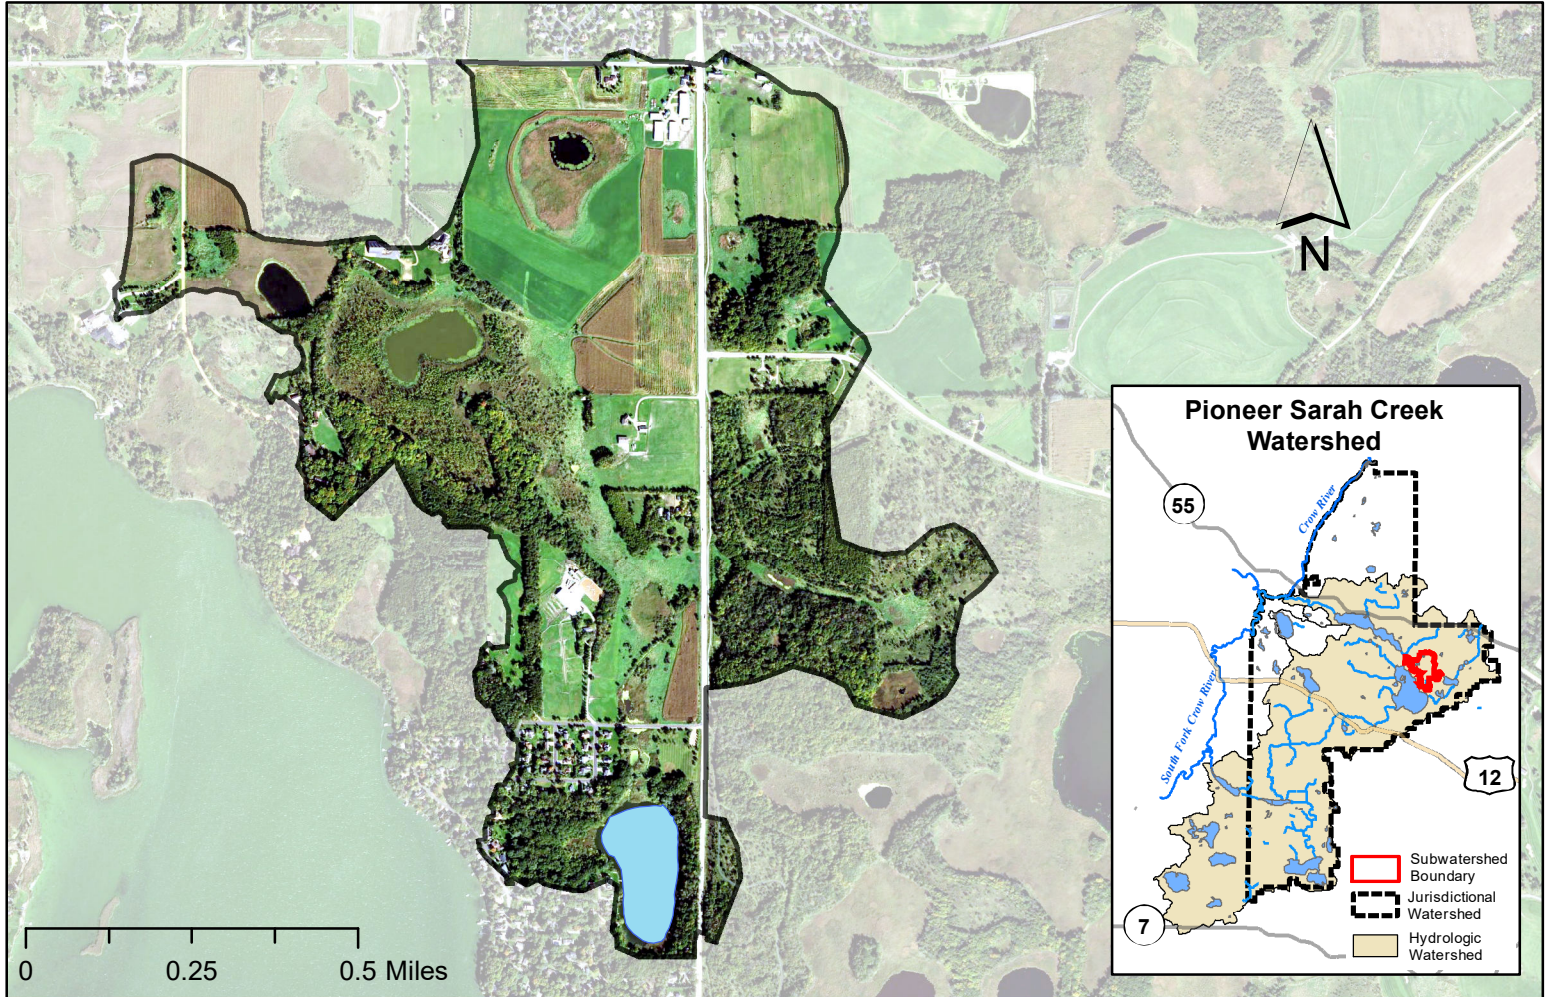 N
0
0.25
0.5 Miles
Pioneer Sarah Creek
Watershed
55
Crow River
South Fork Crow River
12
7
Subwatershed
Boundary
Jurisdictional
Watershed
Hydrologic
Watershed